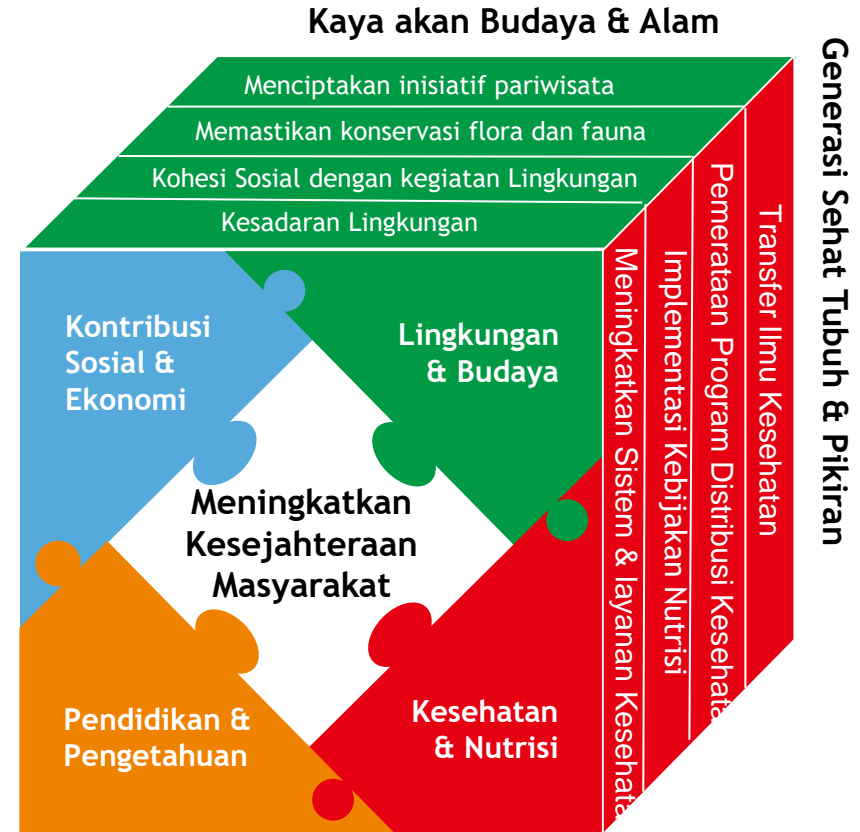 Kaya akan Budaya & Alam
Menciptakan inisiatif pariwisata
Memastikan konservasi flora dan fauna
Kohesi Sosial dengan kegiatan Lingkungan
Kesadaran Lingkungan
Kontribusi
Sosial &
Ekonomi
Lingkungan
& Budaya
Meningkatkan
Kesejahteraan
Masyarakat
Pendidikan &
Pengetahuan
Kesehatan
& Nutrisi
Meningkatkan Sistem & layanan Kesehata
Implementasi Kebijakan Nutrisi
Pemerataan Program Distribusi Kesehata
Transfer Ilmu Kesehatan
Generasi Sehat Tubuh & Pikiran